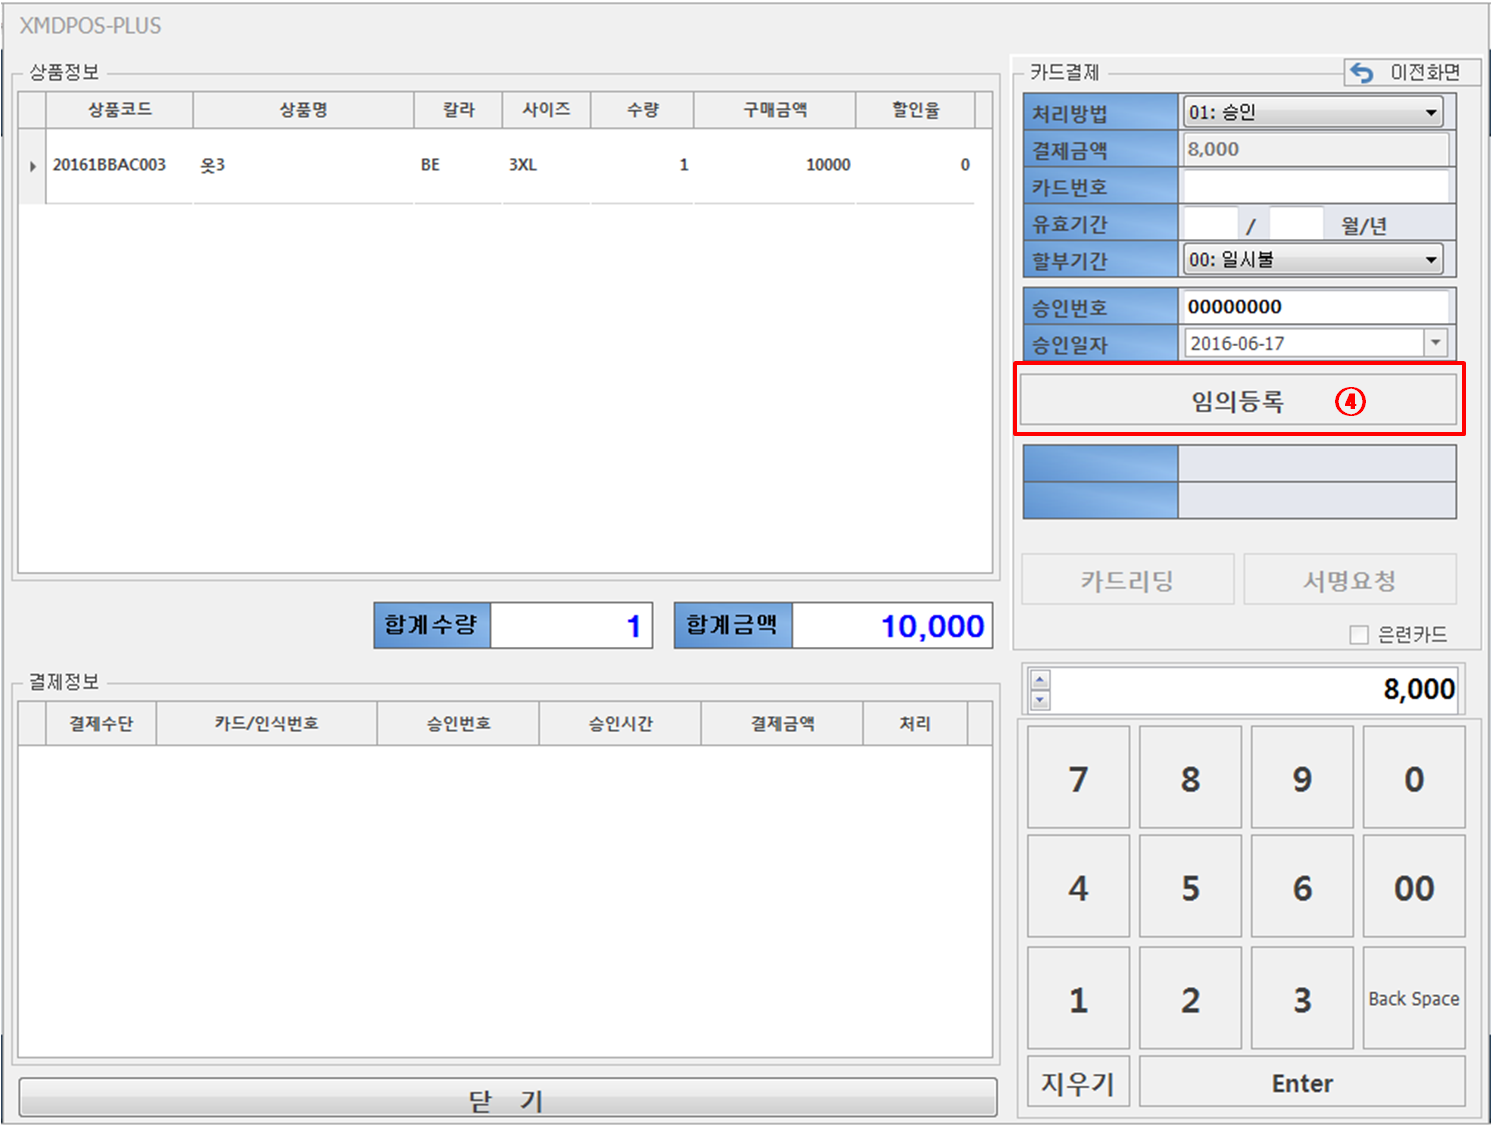 XMDPOS-PLUS
상품정보
상품코드 상품명 칼라 사이즈 수량 구매금액 할인율
20161BBAC003 옷3 BE 3XL 1 10000 0
합계수량 1 합계금액 10,000
결제정보
결제수단 카드/인식번호 승인번호 승인시간 결제금액 처리
닫 기
카드결제 이전화면
처리방법 01: 승인
결제금액 8,000
카드번호
유효기간 / 월/년
할부기간 00: 일시불
승인번호 00000000
승인일자 2016-06-17
임의등록 ④
카드리딩 서명요청
은련카드
8,000
7 8 9 0
4 5 6 00
1 2 3 Back Space
지우기 Enter